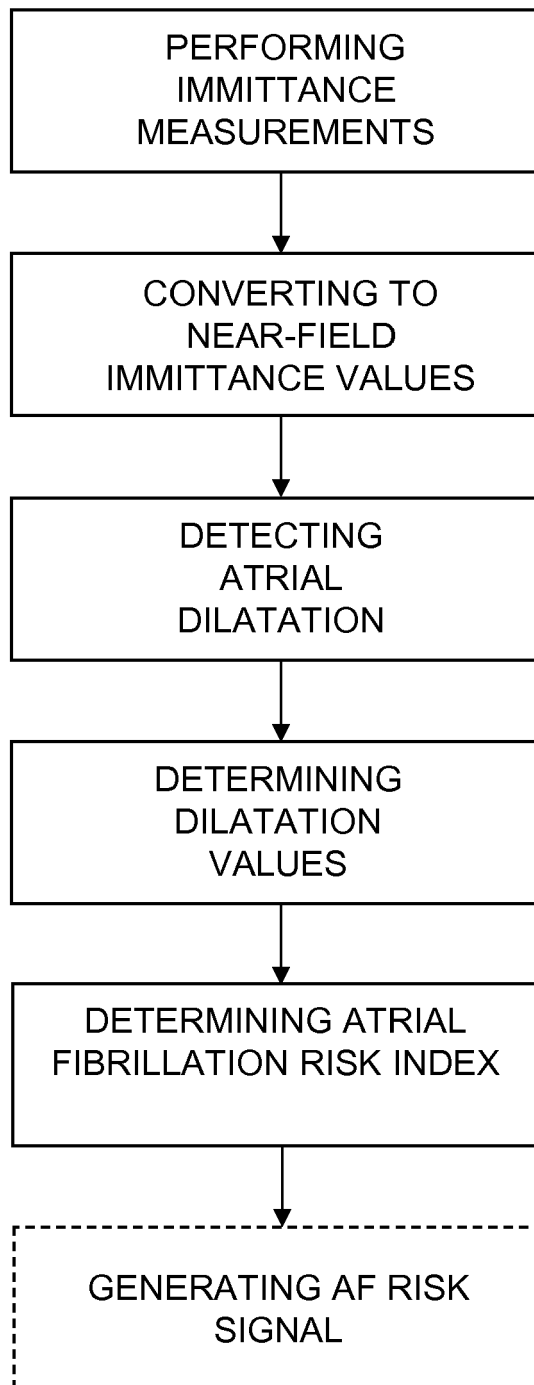 PERFORMING
IMMITTANCE
MEASUREMENTS
CONVERTING TO
NEAR-FIELD
IMMITTANCE VALUES
DETECTING
ATRIAL
DILATATION
DETERMINING
DILATATION
VALUES
DETERMINING ATRIAL
FIBRILLATION RISK INDEX
GENERATING AF RISK
SIGNAL